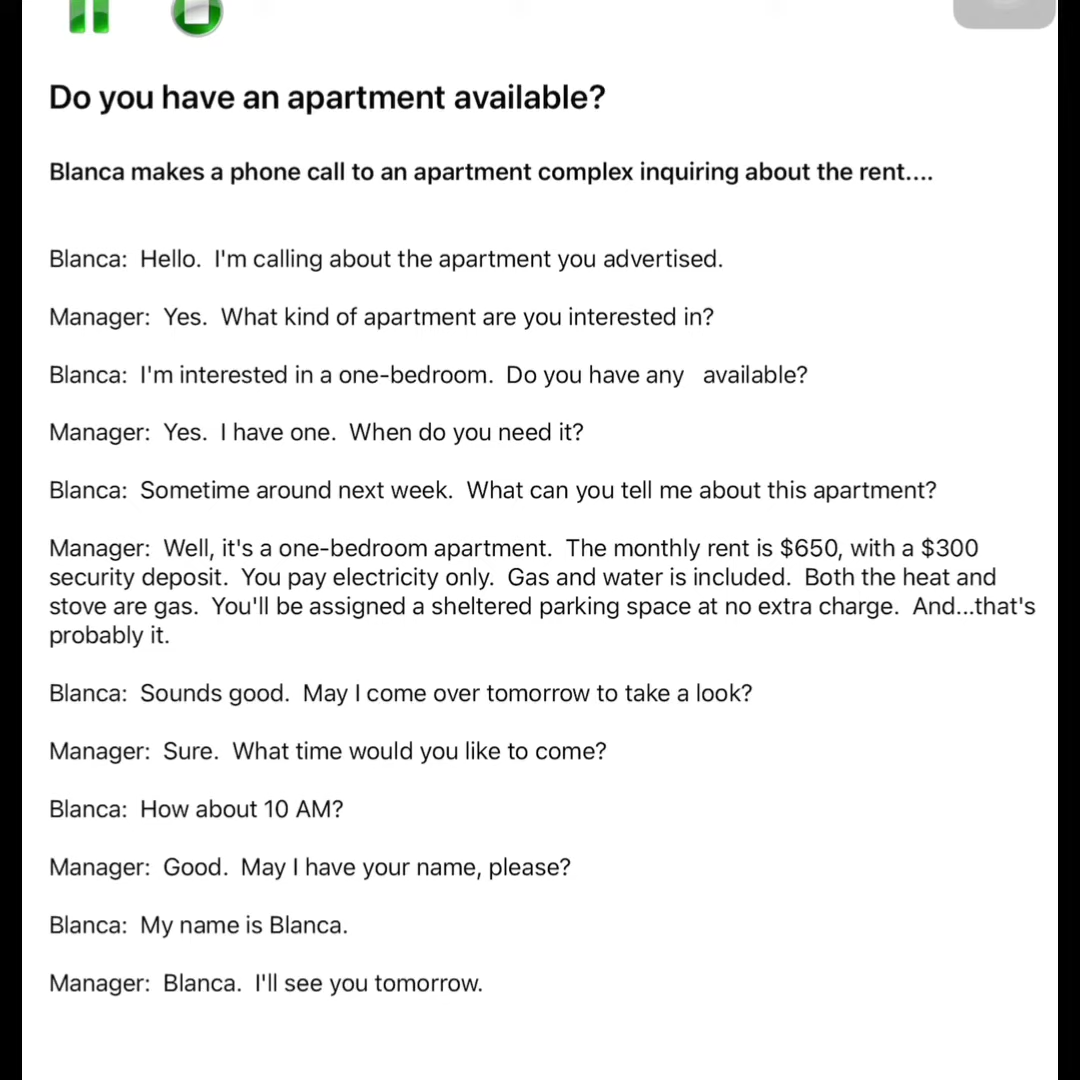 Do you have an apartment available?
Blanca makes a phone call to an apartment complex inquiring about the rent....
Blanca:  Hello.  I'm calling about the apartment you advertised.
Manager:  Yes.  What kind of apartment are you interested in?
Blanca:  I'm interested in a one-bedroom.  Do you have any   available?
Manager:  Yes.  I have one.  When do you need it?
Blanca:  Sometime around next week.  What can you tell me about this apartment?
Manager:  Well, it's a one-bedroom apartment.  The monthly rent is $650, with a $300
security deposit.  You pay electricity only.  Gas and water is included.  Both the heat and
stove are gas.  You'll be assigned a sheltered parking space at no extra charge.  And...that's
probably it.
Blanca:  Sounds good.  May I come over tomorrow to take a look?
Manager:  Sure.  What time would you like to come?
Blanca:  How about 10 AM?
Manager:  Good.  May I have your name, please?
Blanca:  My name is Blanca.
Manager:  Blanca.  I'll see you tomorrow.